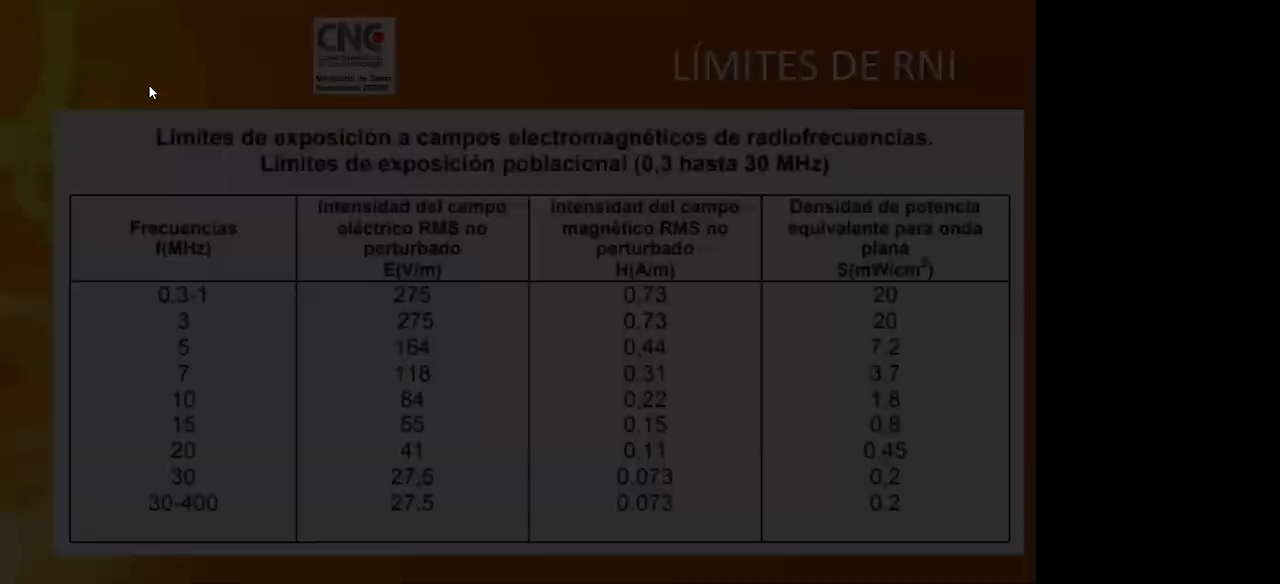 CNC
LÍMITES DE RNI
Límites de exposición a campos electromagnéticos de radiofrecuencias.
Límites de exposición poblacional (0,3 hasta 30 MHz)
Frecuencias f(MHz) Intensidad del campo eléctrico RMS no perturbado E(V/m) Intensidad del campo magnético RMS no perturbado H(A/m) Densidad de potencia equivalente para onda plana S(mW/cm²)
0,3-1 275 0,73 20
3 275 0,73 20
5 164 0,44 7,2
7 118 0,31 3,7
10 84 0,22 1,8
15 55 0,15 0,8
20 41 0,11 0,45
30 27,5 0,073 0,2
30-400 27,5 0,073 0,2